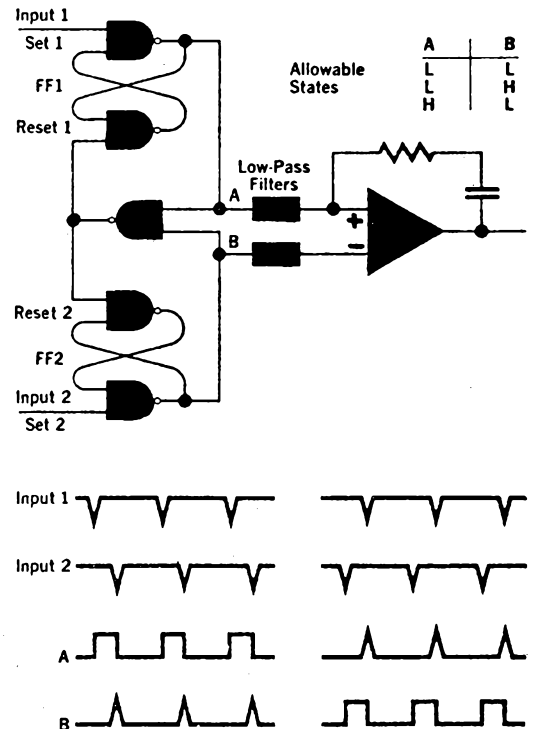 Input 1
Set 1
FF1
Reset 1
Allowable
States
A B
L L
L H
H L
Low-Pass
Filters
A
+
B
−
Reset 2
FF2
Input 2
Set 2
Input 1
Input 2
A
B